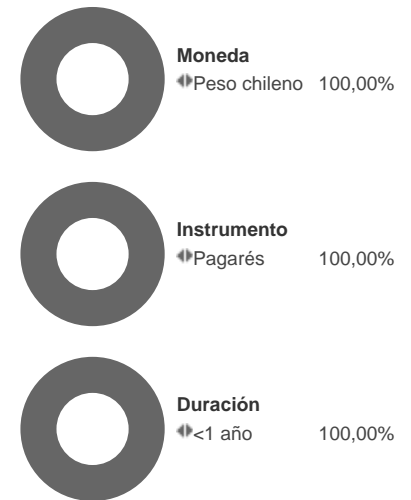 Moneda
Peso chileno 100,00%
Instrumento
Pagarés 100,00%
Duración
<1 año 100,00%